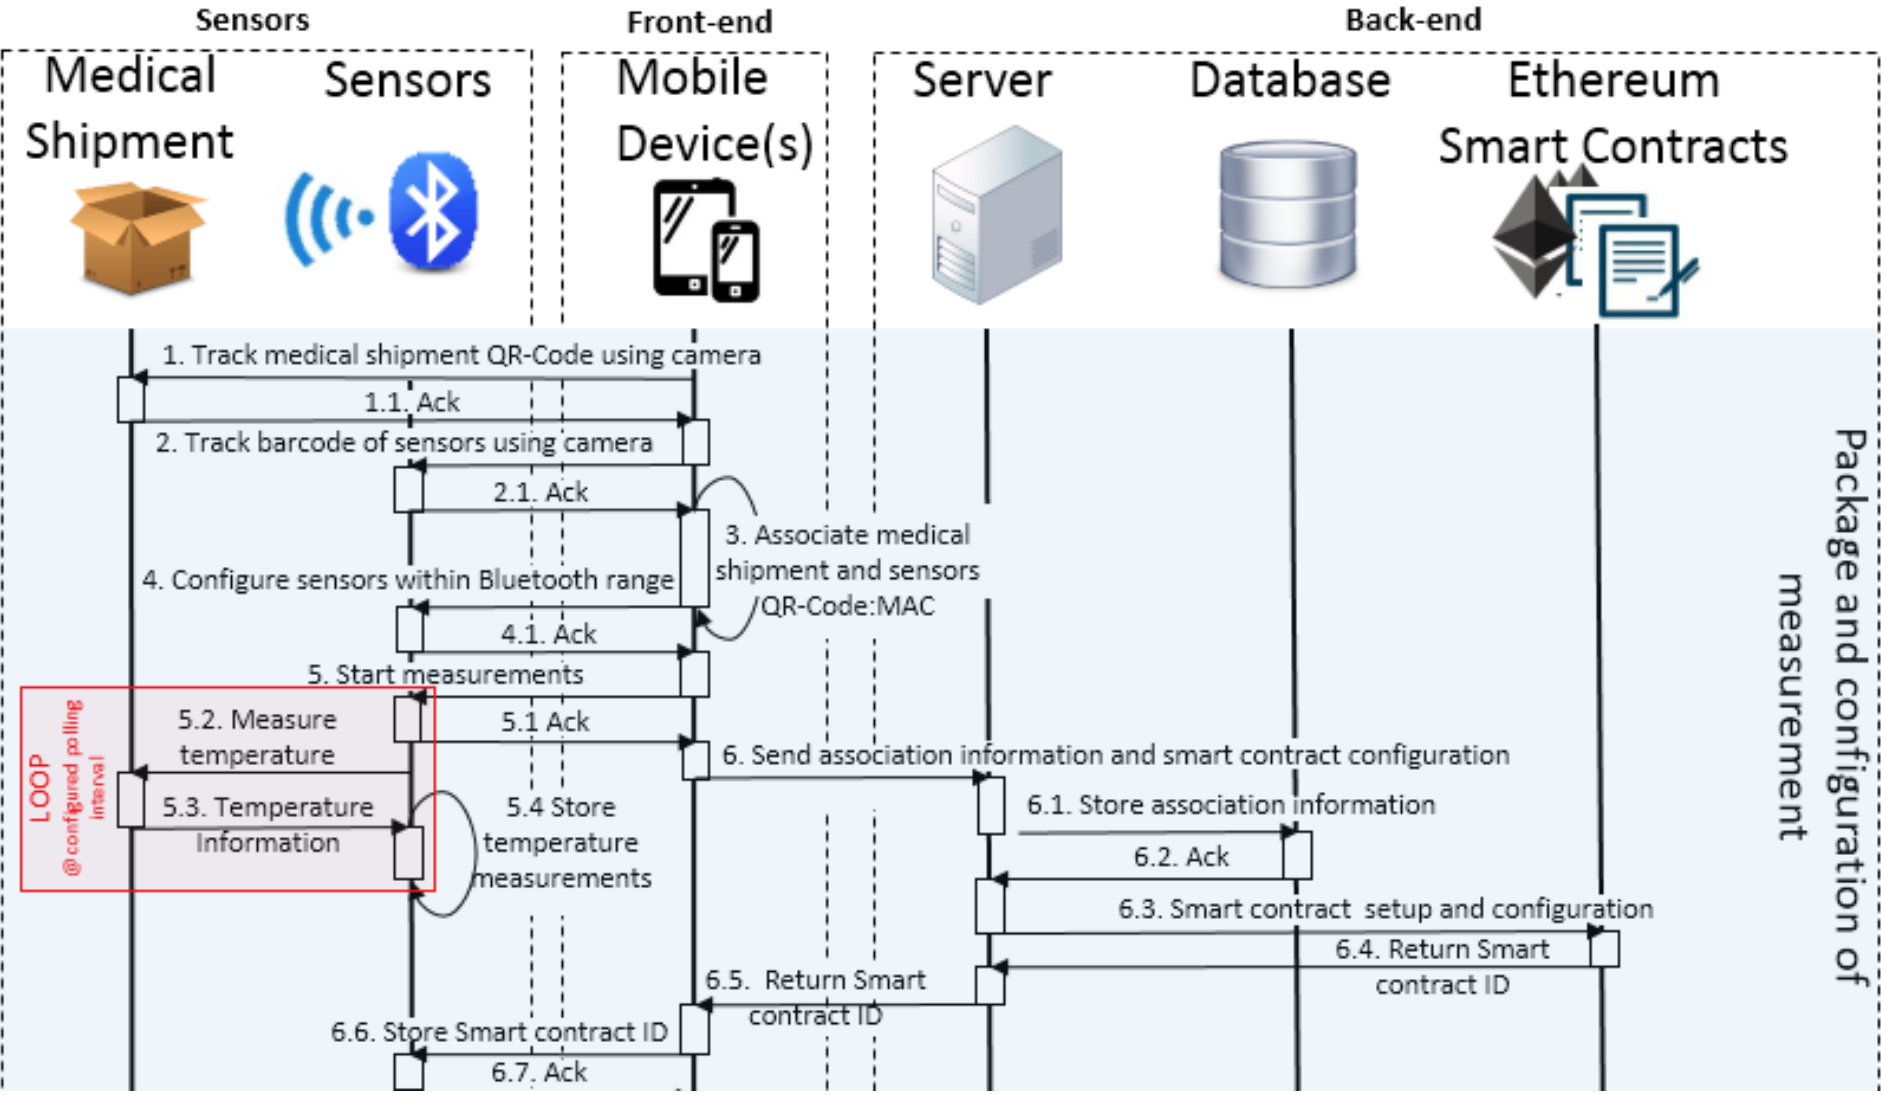 Sensors
Front-end
Back-end
Medical
Shipment
Sensors
Mobile
Device(s)
Server
Database
Ethereum
Smart Contracts
1. Track medical shipment QR-Code using camera
1.1. Ack
2. Track barcode of sensors using camera
2.1. Ack
3. Associate medical
shipment and sensors
QR-Code:MAC
4. Configure sensors within Bluetooth range
4.1. Ack
5. Start measurements
5.1 Ack
5.2. Measure
temperature
5.3. Temperature
Information
5.4 Store
temperature
measurements
LOOP
@configured polling
interval
6. Send association information and smart contract configuration
6.1. Store association information
6.2. Ack
6.3. Smart contract setup and configuration
6.4. Return Smart
contract ID
6.5. Return Smart
contract ID
6.6. Store Smart contract ID
6.7. Ack
Package and configuration of
measurement